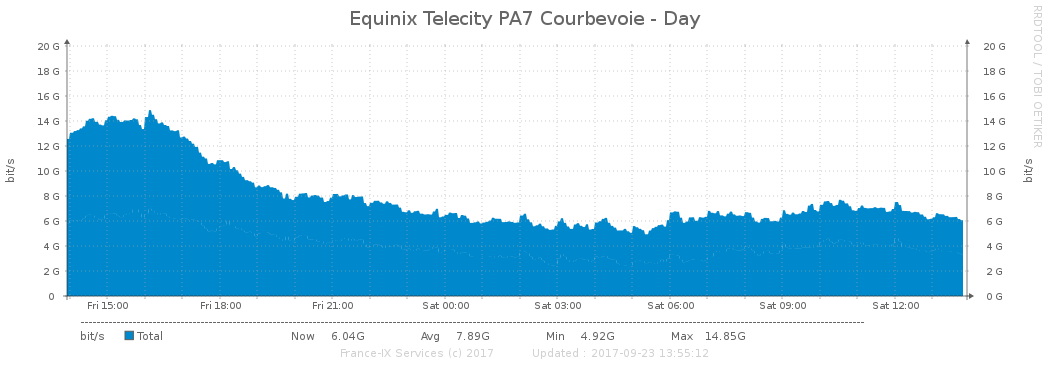 Equinix Telecity PA7 Courbevoie - Day
RRDTOOL / TOBI OETIKER
bit/s
20 G 20 G
18 G 18 G
16 G 16 G
14 G 14 G
12 G 12 G
10 G 10 G
8 G 8 G
6 G 6 G
4 G 4 G
2 G 2 G
0 0 G
bit/s
Fri 15:00 Fri 18:00 Fri 21:00 Sat 00:00 Sat 03:00 Sat 06:00 Sat 09:00 Sat 12:00
bit/s Total Now 6.04G Avg 7.89G Min 4.92G Max 14.85G
France-IX Services (c) 2017 Updated : 2017-09-23 13:55:12